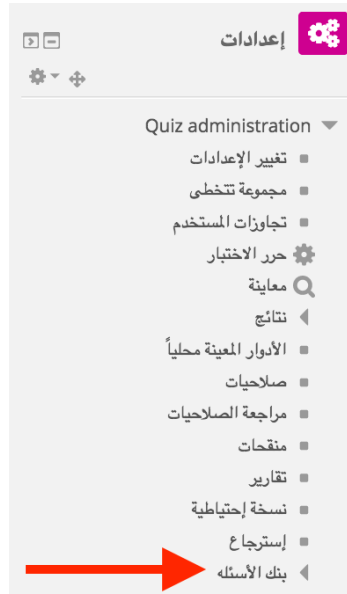 إعدادات
Quiz administration
تغيير الإعدادات
مجموعة تتخطى
تجاوزات المستخدم
حرر الاختبار
معاينة
نتائج
الأدوار المعينة محلياً
صلاحيات
مراجعة الصلاحيات
منقحات
تقارير
نسخة إحتياطية
إسترجاع
بنك الأسئله